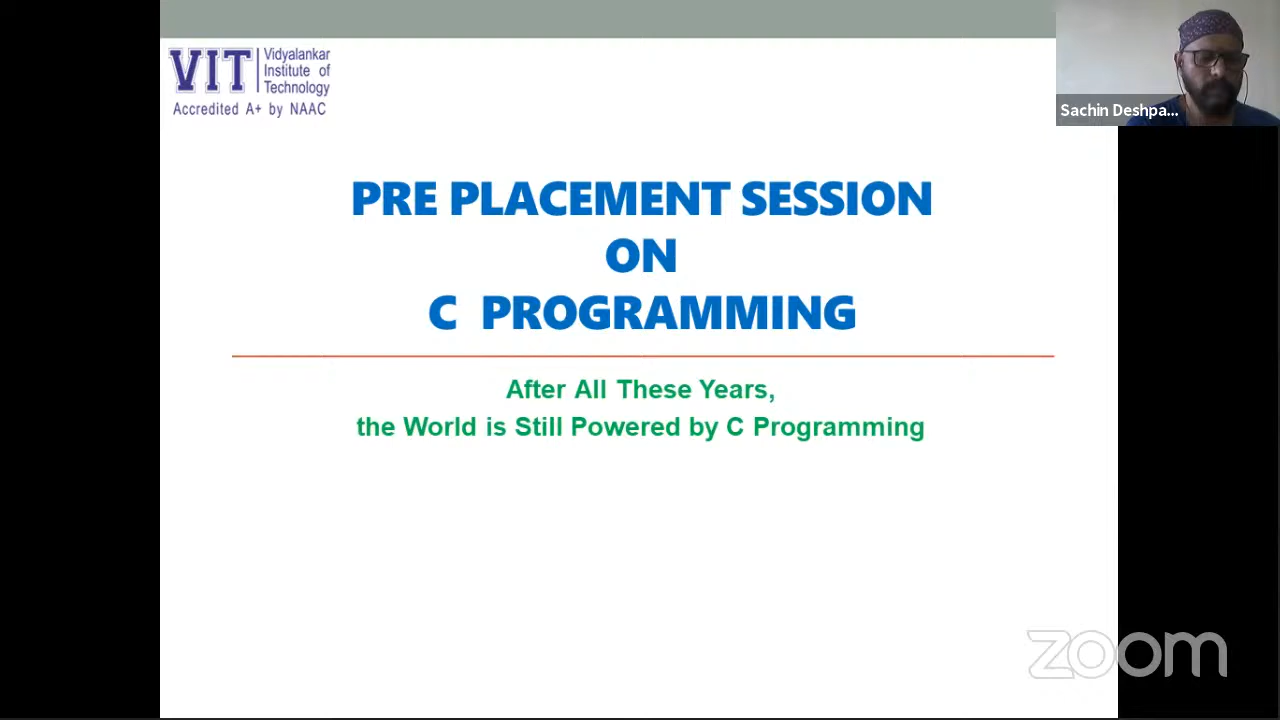 VIT
Vidyalankar
Institute of
Technology
Accredited A+ by NAAC
Sachin Deshpa...
PRE PLACEMENT SESSION
ON
C PROGRAMMING
After All These Years,
the World is Still Powered by C Programming
zoom